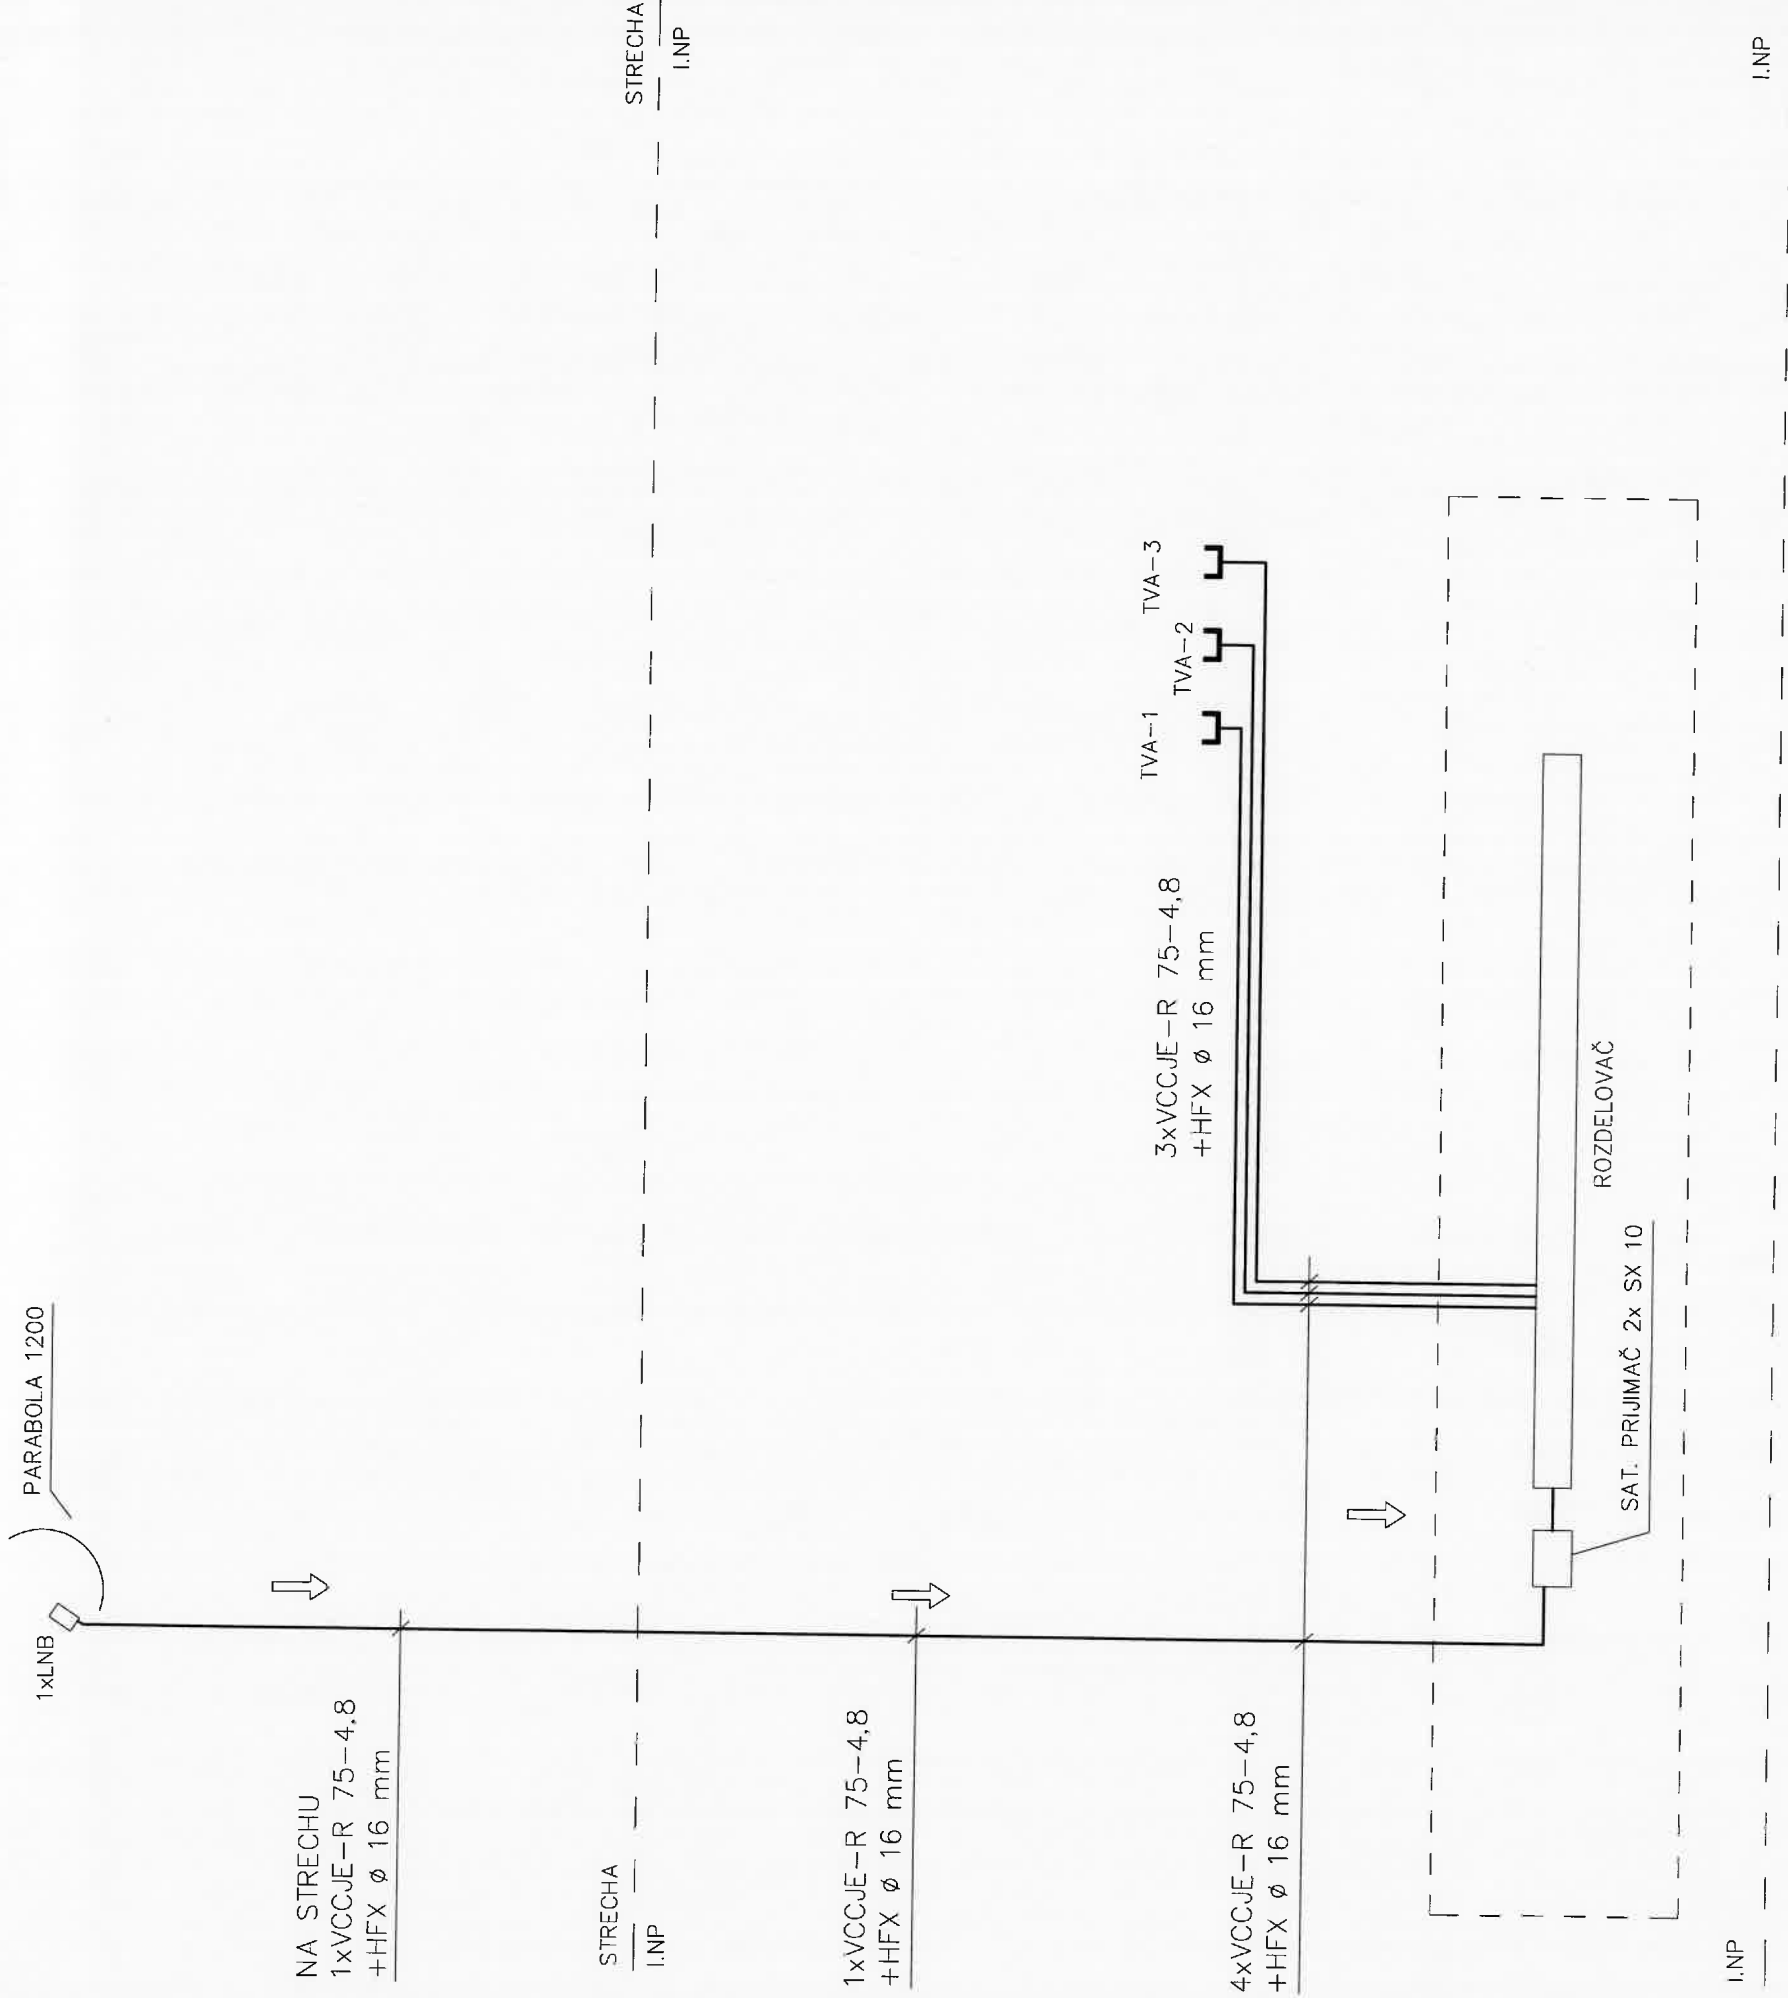 PARABOLA 1200
1xLNB
NA STRECHU
1xVCCJE-R 75-4,8
+HFX ø 16 mm
STRECHA
I.NP
STRECHA
I.NP
1xVCCJE-R 75-4,8
+HFX ø 16 mm
TVA-1
TVA-2
TVA-3
3xVCCJE-R 75-4,8
+HFX ø 16 mm
4xVCCJE-R 75-4,8
+HFX ø 16 mm
ROZDELOVAČ
SAT. PRIJIMAČ 2x SX 10
I.NP
I.NP